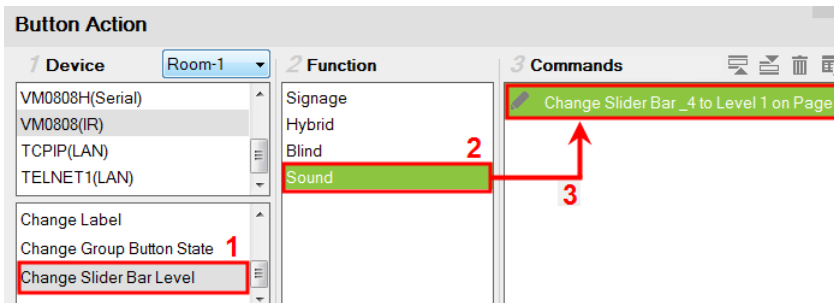 Button Action
1 Device Room-1
VM0808H(Serial)
VM0808(IR)
TCPIP(LAN)
TELNET1(LAN)
Change Label
Change Group Button State 1
Change Slider Bar Level
2 Function
Signage
Hybrid
Blind
2
Sound
3 Commands
Change Slider Bar _4 to Level 1 on Page
3